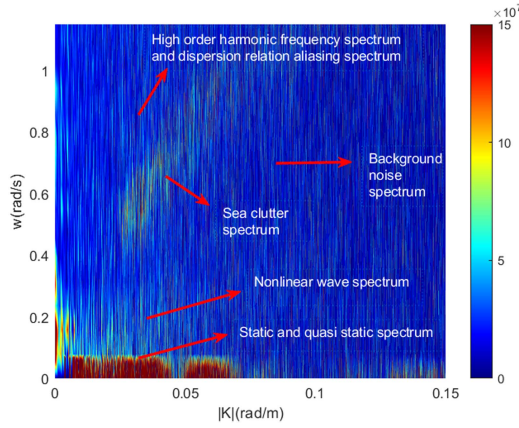 ×10⁷
High order harmonic frequency spectrum
and dispersion relation aliasing spectrum
Background
noise
spectrum
Sea clutter
spectrum
Nonlinear wave spectrum
Static and quasi static spectrum
w(rad/s)
1
0.8
0.6
0.4
0.2
0
0
0.05
0.1
0.15
|K|(rad/m)
15
10
5
0